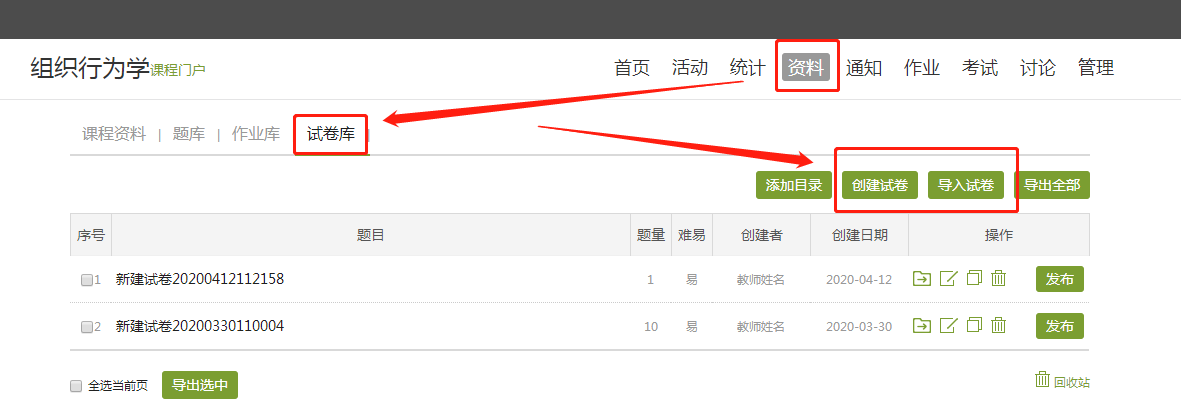 组织行为学课程门户
首页 活动 统计 资料 通知 作业 考试 讨论 管理
课程资料 | 题库 | 作业库 | 试卷库
添加目录 创建试卷 导入试卷 导出全部
序号 题目 题量 难易 创建者 创建日期 操作
1 新建试卷20200412112158 1 易 教师姓名 2020-04-12 发布
2 新建试卷20200330110004 10 易 教师姓名 2020-03-30 发布
全选当前页 导出选中 回收站